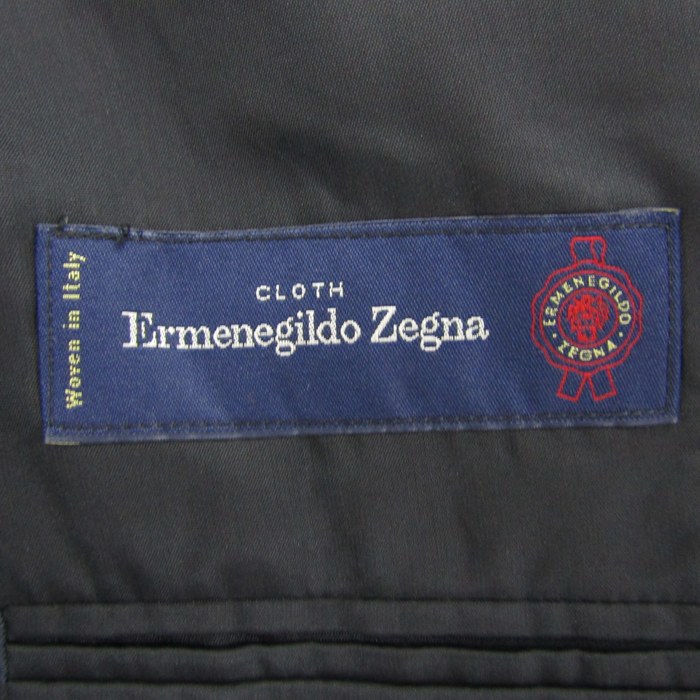 Woven in Italy
CLOTH
Ermenegildo Zegna
ERMENEGILDO
· ZEGNA ·